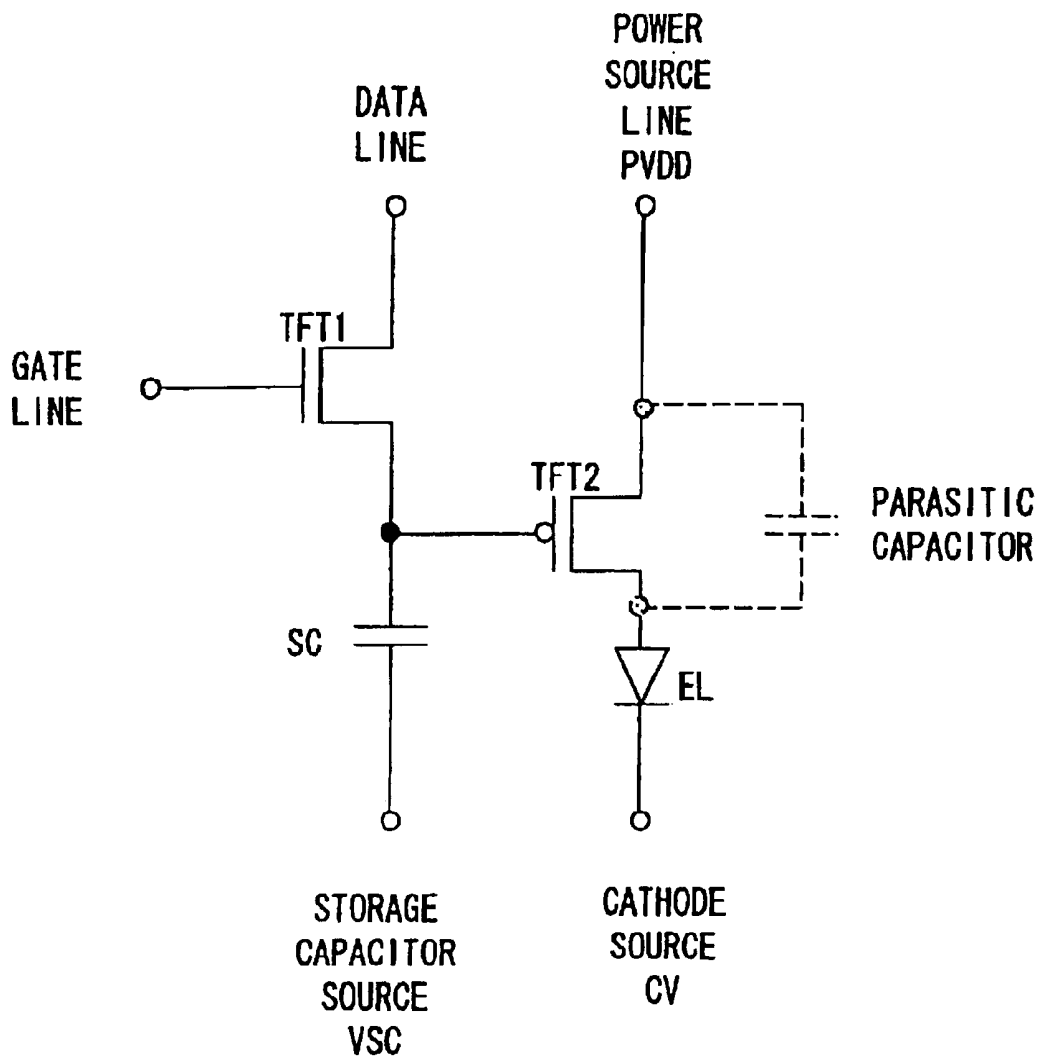 POWER
SOURCE
LINE
PVDD
DATA
LINE
TFT1
GATE
LINE
TFT2
PARASITIC
CAPACITOR
SC
EL
STORAGE
CAPACITOR
SOURCE
VSC
CATHODE
SOURCE
CV